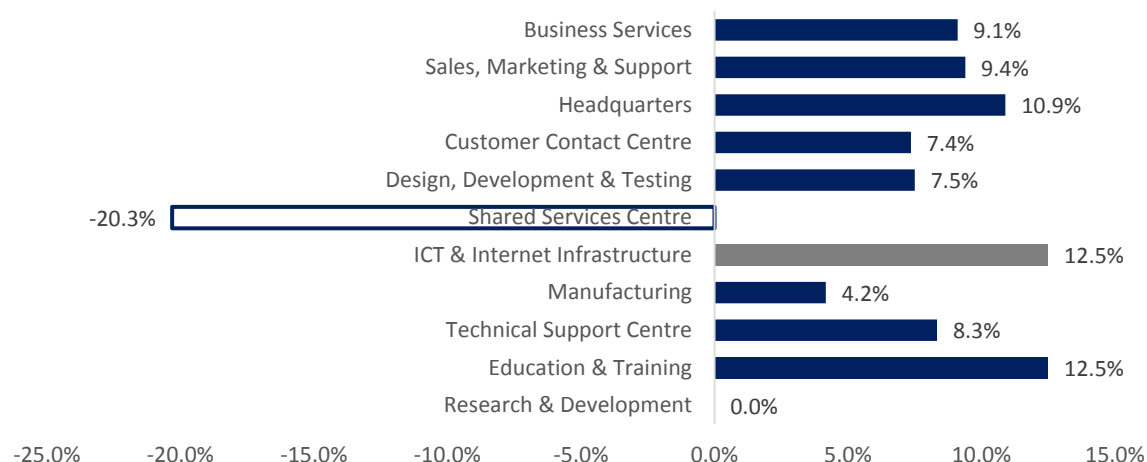 Business Services 9.1%
Sales, Marketing & Support 9.4%
Headquarters 10.9%
Customer Contact Centre 7.4%
Design, Development & Testing 7.5%
-20.3% Shared Services Centre
ICT & Internet Infrastructure 12.5%
Manufacturing 4.2%
Technical Support Centre 8.3%
Education & Training 12.5%
Research & Development 0.0%
-25.0% -20.0% -15.0% -10.0% -5.0% 0.0% 5.0% 10.0% 15.0%